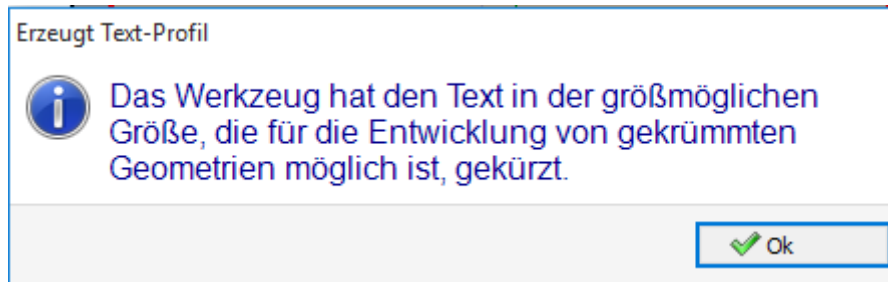 Erzeugt Text-Profil
Das Werkzeug hat den Text in der größmöglichen
Größe, die für die Entwicklung von gekrümmten
Geometrien möglich ist, gekürzt.
Ok